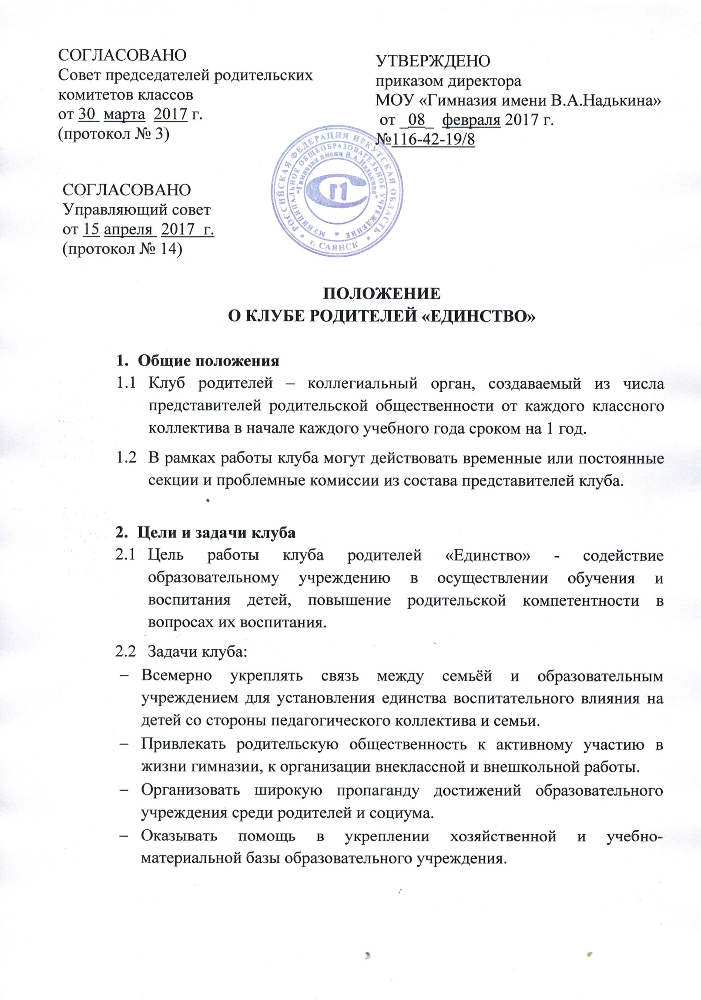 СОГЛАСОВАНО
Совет председателей родительских
комитетов классов
от 30 марта 2017 г.
(протокол № 3)
УТВЕРЖДЕНО
приказом директора
МОУ «Гимназия имени В.А.Надькина»
от _08_ февраля 2017 г.
№116-42-19/8
РОССИЙСКАЯ ФЕДЕРАЦИЯ ИРКУТСКАЯ ОБЛАСТЬ
* г. САЯНСК *
МУНИЦИПАЛЬНОЕ ОБЩЕОБРАЗОВАТЕЛЬНОЕ УЧРЕЖДЕНИЕ *
"Гимназия имени В.А.Надькина"
Г1
СОГЛАСОВАНО
Управляющий совет
от 15 апреля 2017 г.
(протокол № 14)
ПОЛОЖЕНИЕ
О КЛУБЕ РОДИТЕЛЕЙ «ЕДИНСТВО»
1. Общие положения
1.1 Клуб родителей – коллегиальный орган, создаваемый из числа
представителей родительской общественности от каждого классного
коллектива в начале каждого учебного года сроком на 1 год.
1.2 В рамках работы клуба могут действовать временные или постоянные
секции и проблемные комиссии из состава представителей клуба.
2. Цели и задачи клуба
2.1 Цель работы клуба родителей «Единство» - содействие
образовательному учреждению в осуществлении обучения и
воспитания детей, повышение родительской компетентности в
вопросах их воспитания.
2.2 Задачи клуба:
– Всемерно укреплять связь между семьёй и образовательным
учреждением для установления единства воспитательного влияния на
детей со стороны педагогического коллектива и семьи.
– Привлекать родительскую общественность к активному участию в
жизни гимназии, к организации внеклассной и внешкольной работы.
– Организовать широкую пропаганду достижений образовательного
учреждения среди родителей и социума.
– Оказывать помощь в укреплении хозяйственной и учебно-
материальной базы образовательного учреждения.